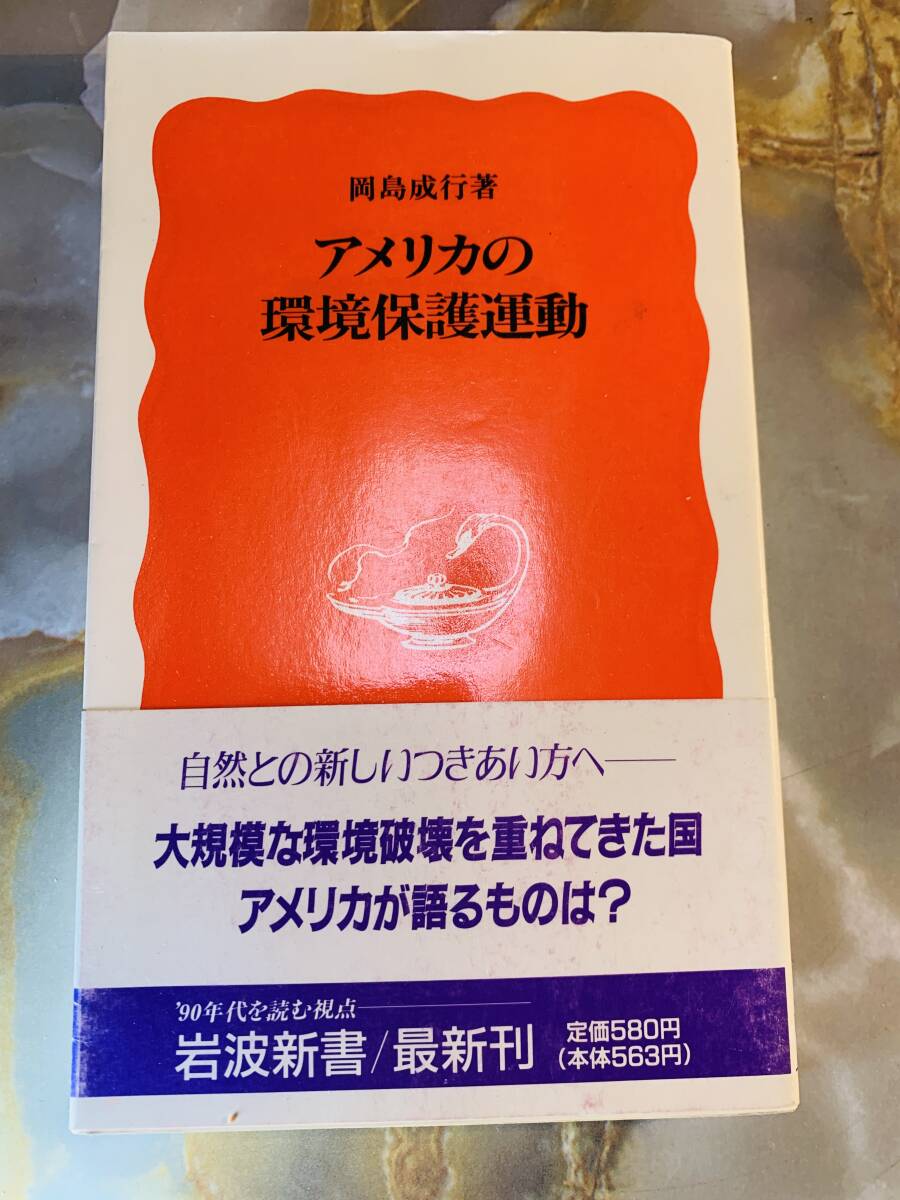 岡島成行著
アメリカの
環境保護運動
自然との新しいつきあい方へ――
大規模な環境破壊を重ねてきた国
アメリカが語るものは?
'90年代を読む視点
岩波新書/最新刊
定価580円
(本体563円)